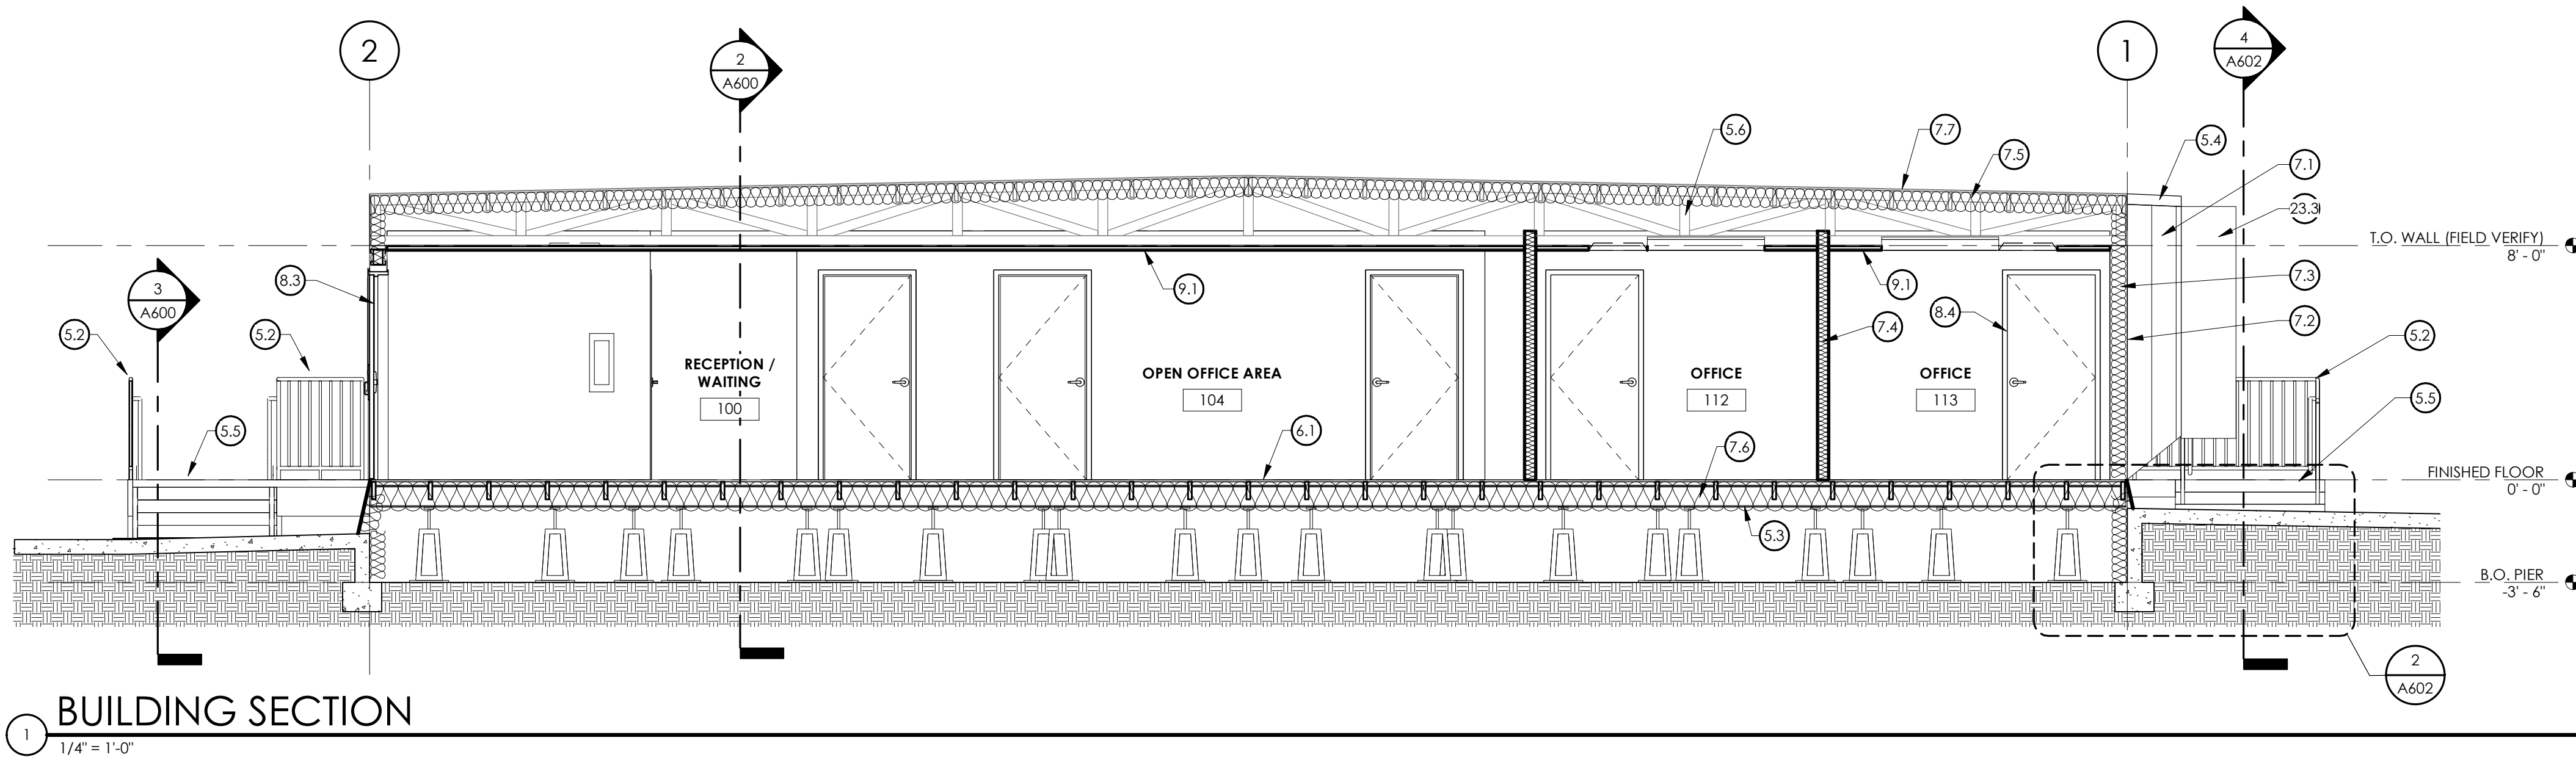 2
2
A600
1
4
A602
5.6
7.7
7.5
5.4
7.1
23.3
T.O. WALL (FIELD VERIFY)
8' - 0"
3
A600
8.3
9.1
9.1
7.3
5.2
5.2
8.4
7.4
7.2
5.2
RECEPTION /
WAITING
100
OPEN OFFICE AREA
104
OFFICE
112
OFFICE
113
5.5
6.1
7.6
5.5
FINISHED FLOOR
0' - 0"
5.3
B.O. PIER
-3' - 6"
2
A602
1
BUILDING SECTION
1/4" = 1'-0"